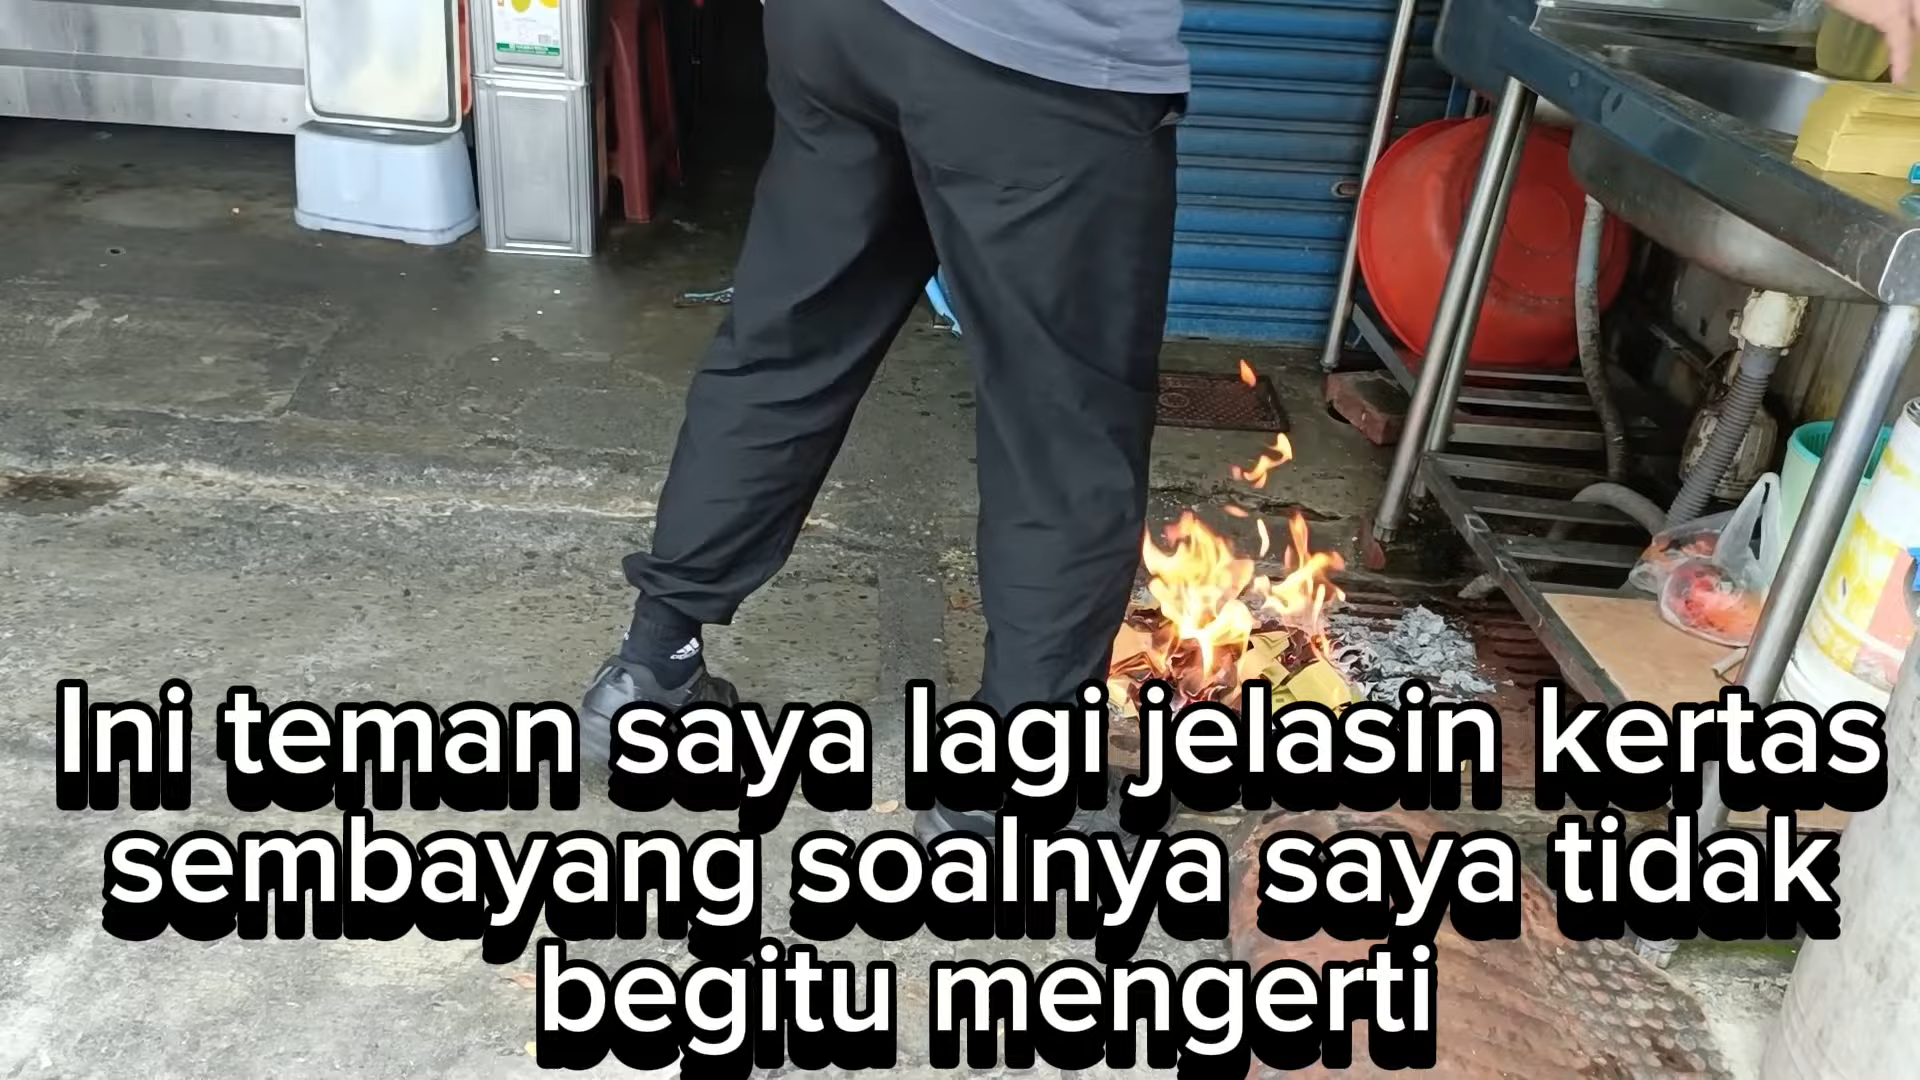 Ini teman saya lagi jelasin kertas
sembayang soalnya saya tidak
begitu mengerti